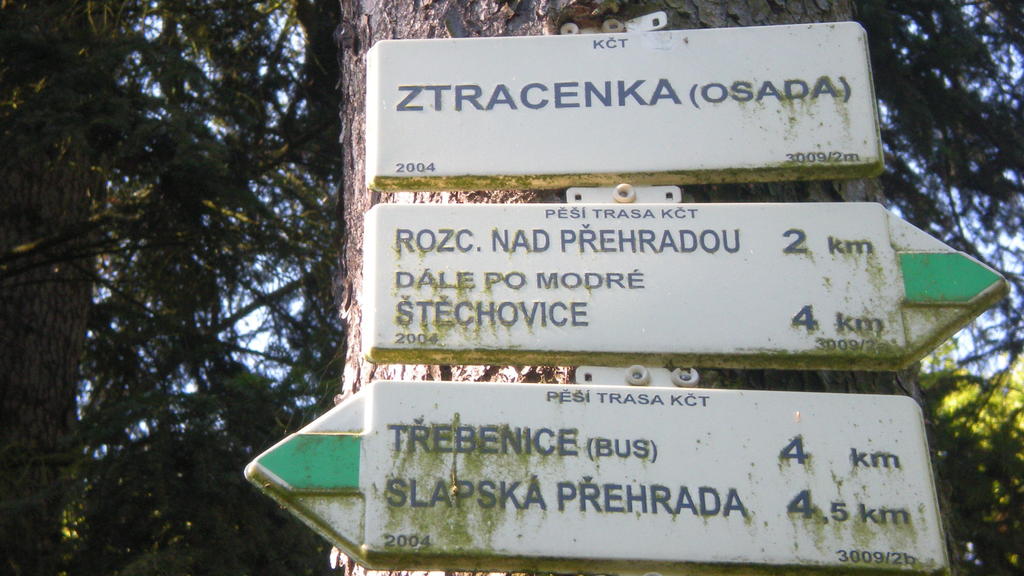 KČT
ZTRACENKA (OSADA)
2004 3009/2m
PĚŠÍ TRASA KČT
ROZC. NAD PŘEHRADOU 2 km
DÁLE PO MODRÉ
ŠTĚCHOVICE 4 km
2004
PĚŠÍ TRASA KČT
TŘEBENICE (BUS) 4 km
SLAPSKÁ PŘEHRADA 4,5 km
2004 3009/2b